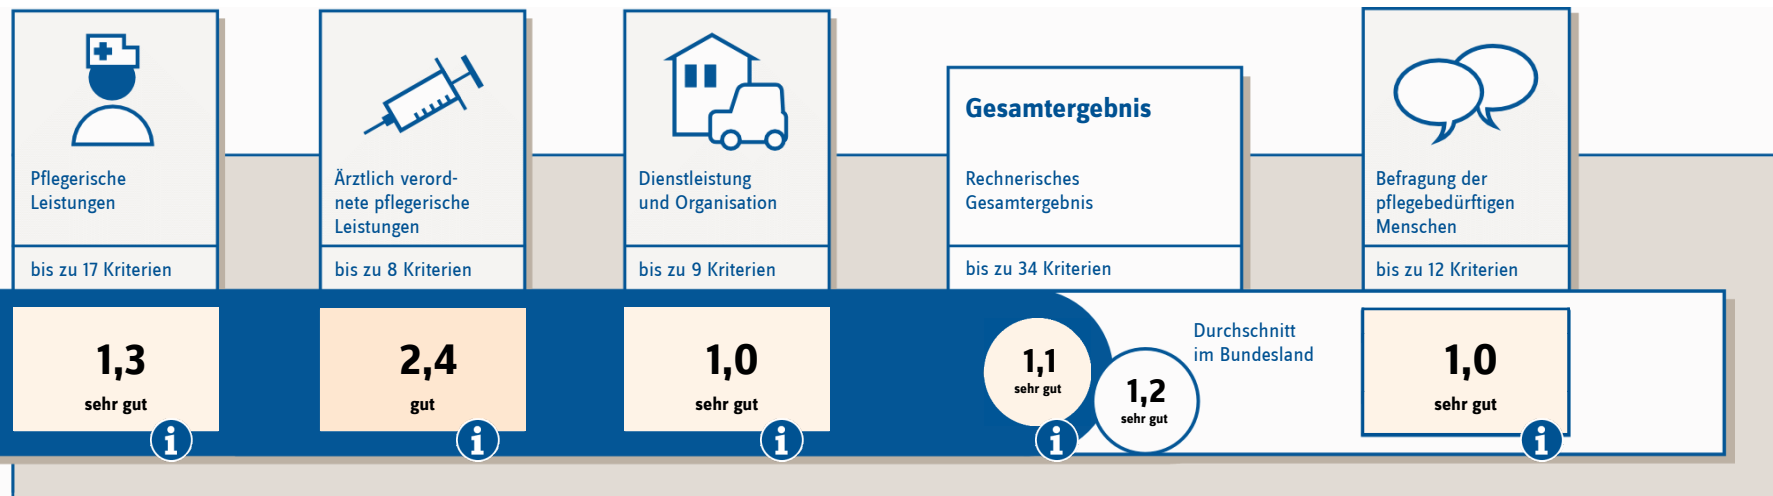 Pflegerische
Leistungen
bis zu 17 Kriterien
1,3
sehr gut
i
Ärztlich verord-
nete pflegerische
Leistungen
bis zu 8 Kriterien
2,4
gut
i
Dienstleistung
und Organisation
bis zu 9 Kriterien
1,0
sehr gut
i
Gesamtergebnis
Rechnerisches
Gesamtergebnis
bis zu 34 Kriterien
1,1
sehr gut
i
1,2
sehr gut
Durchschnitt
im Bundesland
Befragung der
pflegebedürftigen
Menschen
bis zu 12 Kriterien
1,0
sehr gut
i